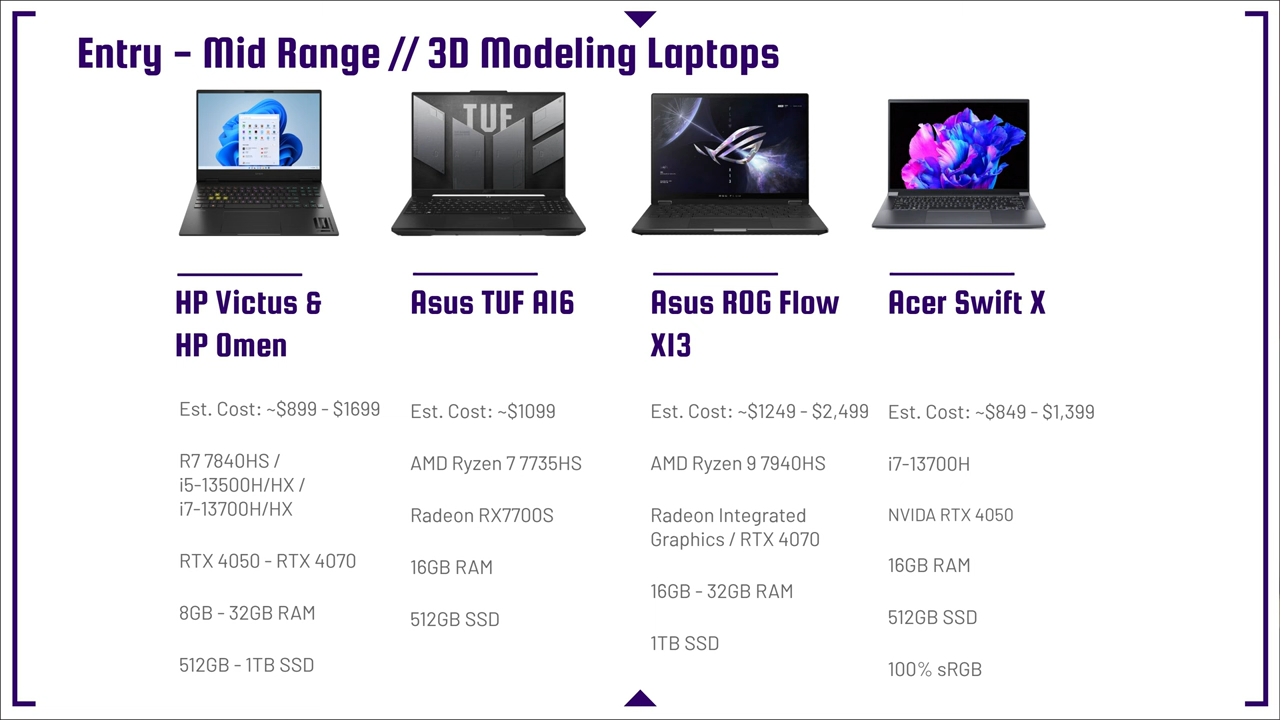 Entry - Mid Range // 3D Modeling Laptops
TUF
HP Victus &
HP Omen
Est. Cost: ~$899 - $1699
R7 7840HS /
i5-13500H/HX /
i7-13700H/HX
RTX 4050 - RTX 4070
8GB - 32GB RAM
512GB - 1TB SSD
Asus TUF A16
Est. Cost: ~$1099
AMD Ryzen 7 7735HS
Radeon RX7700S
16GB RAM
512GB SSD
Asus ROG Flow
X13
Est. Cost: ~$1249 - $2,499
AMD Ryzen 9 7940HS
Radeon Integrated
Graphics / RTX 4070
16GB - 32GB RAM
1TB SSD
Acer Swift X
Est. Cost: ~$849 - $1,399
i7-13700H
NVIDA RTX 4050
16GB RAM
512GB SSD
100% sRGB